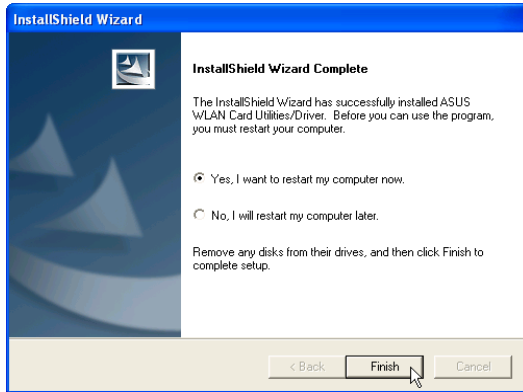 InstallShield Wizard
InstallShield Wizard Complete
The InstallShield Wizard has successfully installed ASUS
WLAN Card Utilities/Driver. Before you can use the program,
you must restart your computer.
Yes, I want to restart my computer now.
No, I will restart my computer later.
Remove any disks from their drives, and then click Finish to
complete setup.
< Back Finish Cancel